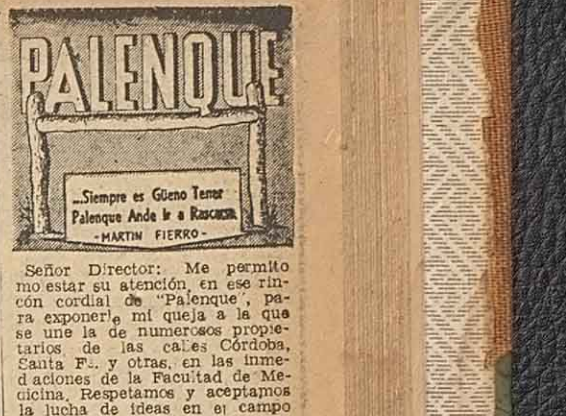 PALENQUE
...Siempre es Güeno Tener
Palenque Ande Ir a Rascarse
-MARTIN FIERRO-
Señor Director: Me permito
mo estar su atención, en ese rin-
cón cordial de "Palenque", pa-
ra exponerle mi queja a la que
se une la de numerosos propie-
tarios, de las calles Córdoba,
Santa Fe. y otras, en las inme-
d aciones de la Facultad de Me-
dicina, Respetamos y aceptamos
la lucha de ideas en el campo